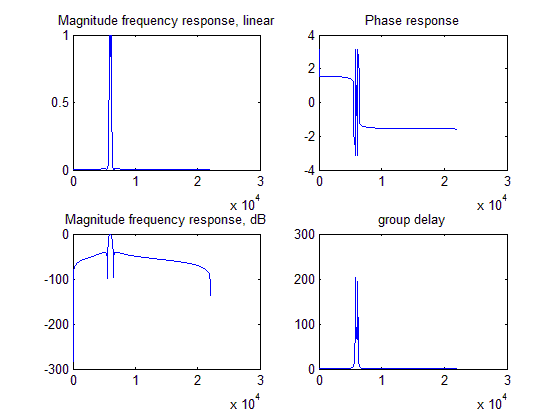 Magnitude frequency response, linear
1
0.5
0
0 1 2 3
x 10^4
Phase response
4
2
0
-2
-4
0 1 2 3
x 10^4
Magnitude frequency response, dB
0
-100
-200
-300
0 1 2 3
x 10^4
group delay
300
200
100
0
0 1 2 3
x 10^4